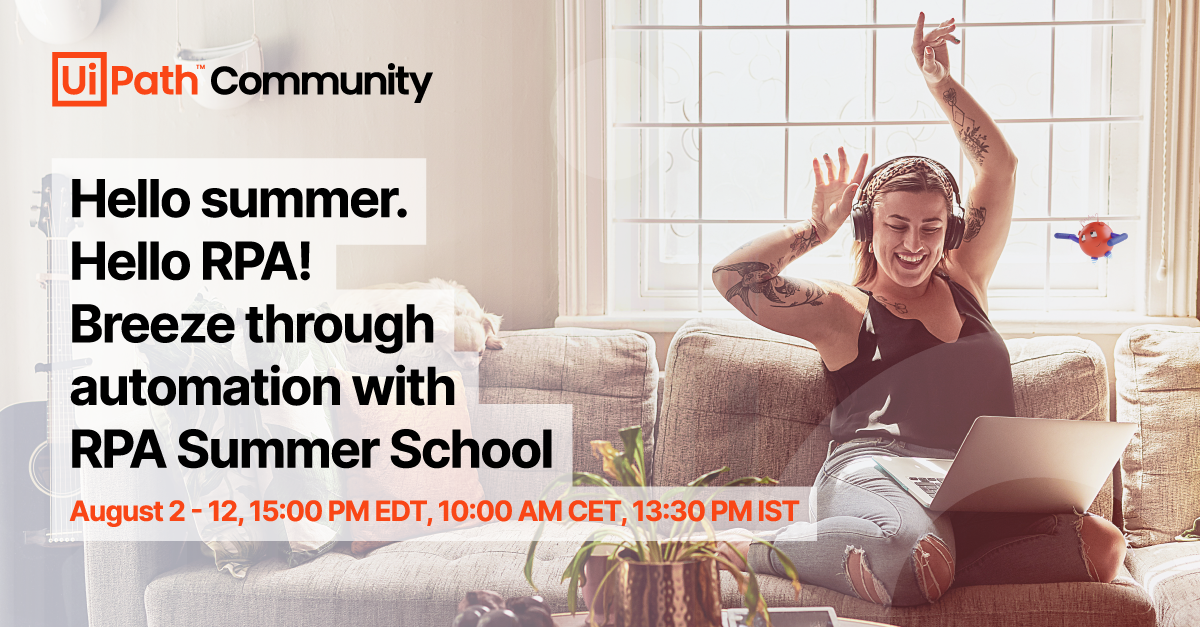 UiPath™ Community
Hello summer.
Hello RPA!
Breeze through
automation with
RPA Summer School
August 2 - 12, 15:00 PM EDT, 10:00 AM CET, 13:30 PM IST